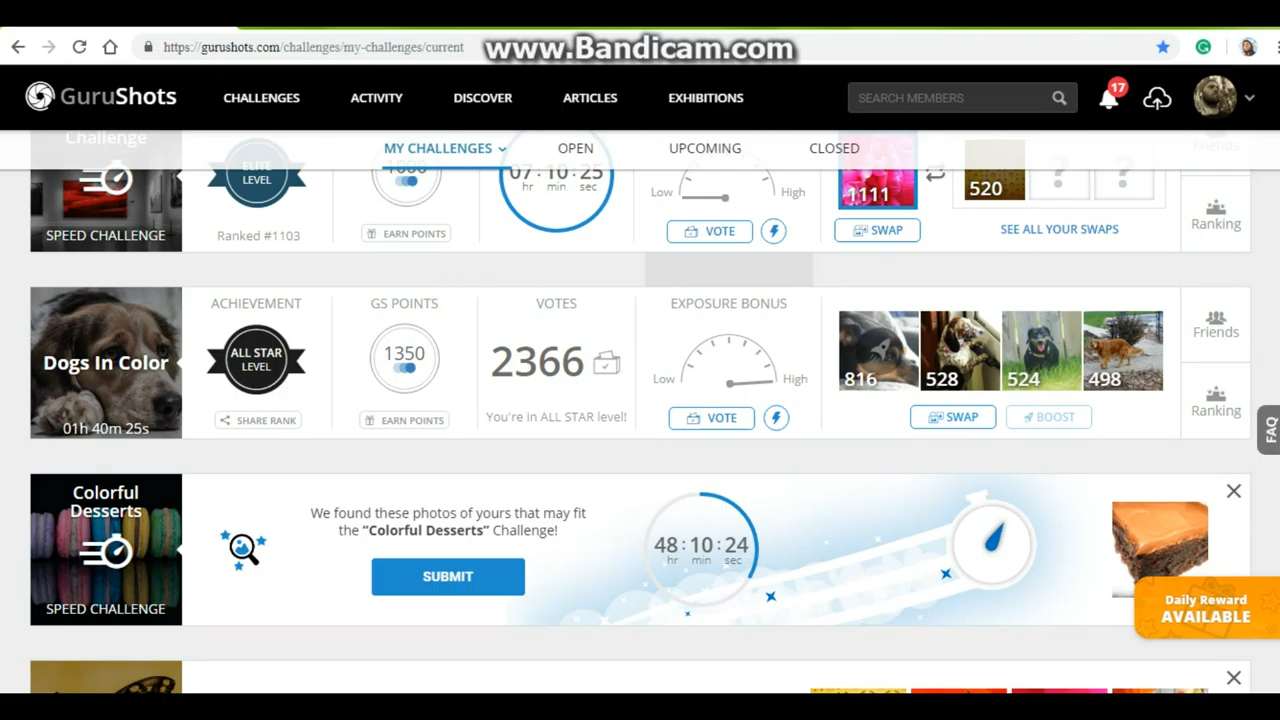 https://gurushots.com/challenges/my-challenges/current
www.Bandicam.com
GuruShots
CHALLENGES
ACTIVITY
DISCOVER
ARTICLES
EXHIBITIONS
SEARCH MEMBERS
17
MY CHALLENGES
OPEN
UPCOMING
CLOSED
Challenge
SPEED CHALLENGE
ELITE
LEVEL
Ranked #1103
EARN POINTS
07:10:25
hr min sec
Low
High
VOTE
1111
SWAP
520
? ?
SEE ALL YOUR SWAPS
Friends
Ranking
Dogs In Color
01h 40m 25s
ACHIEVEMENT
ALL STAR
LEVEL
SHARE RANK
GS POINTS
1350
EARN POINTS
VOTES
2366
You're in ALL STAR level!
EXPOSURE BONUS
Low
High
VOTE
816
528
524
498
SWAP
BOOST
Friends
Ranking
FAQ
Colorful
Desserts
SPEED CHALLENGE
We found these photos of yours that may fit
the “Colorful Desserts” Challenge!
SUBMIT
48:10:24
hr min sec
Daily Reward
AVAILABLE